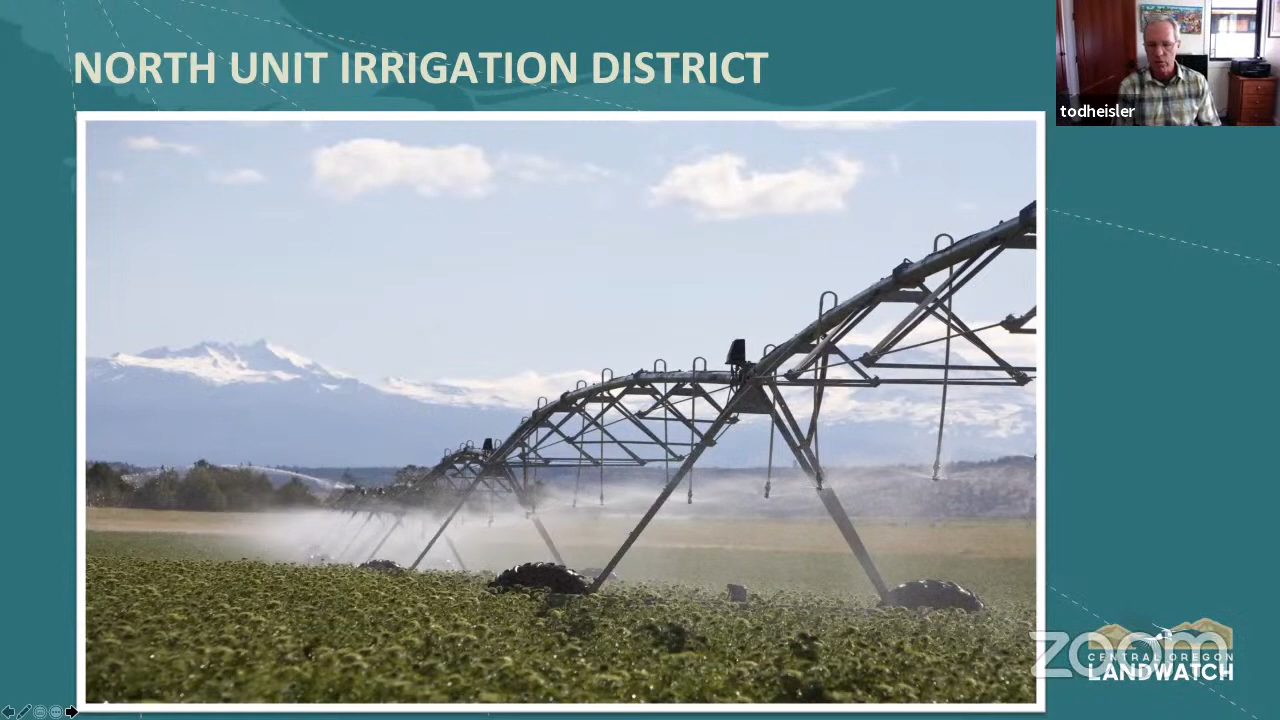 NORTH UNIT IRRIGATION DISTRICT
todheisler
zoom
CENTRAL OREGON
LANDWATCH